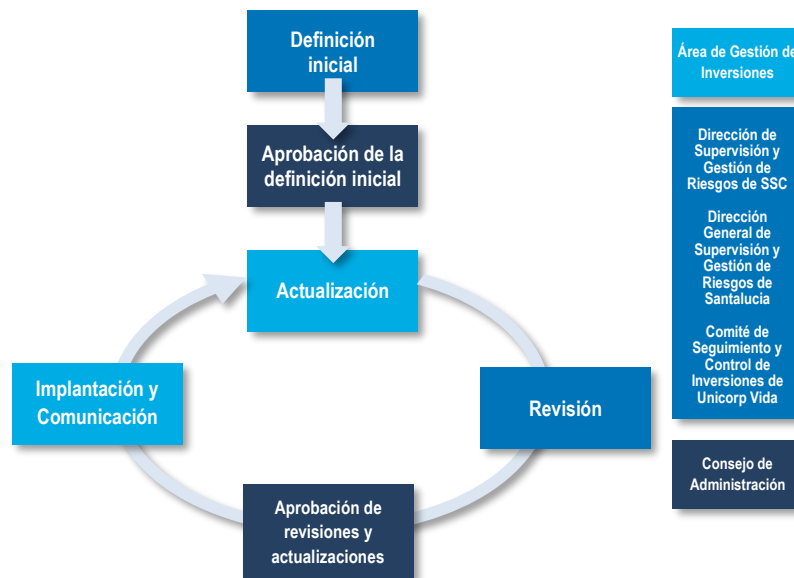 Definición
inicial
Aprobación de la
definición inicial
Actualización
Implantación y
Comunicación
Revisión
Aprobación de
revisiones y
actualizaciones
Área de Gestión de
Inversiones
Dirección de
Supervisión y
Gestión de
Riesgos de SSC
Dirección
General de
Supervisión y
Gestión de
Riesgos de
Santalucia
Comité de
Seguimiento y
Control de
Inversiones de
Unicorp Vida
Consejo de
Administración